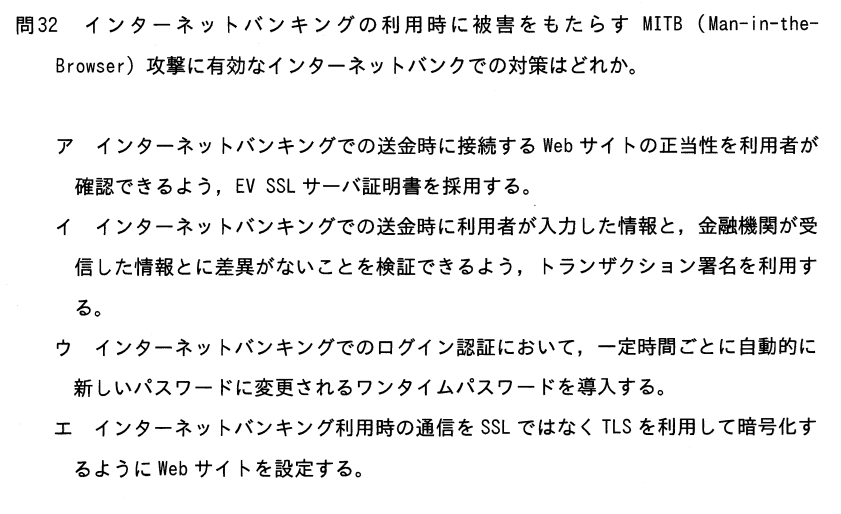 問32 インターネットバンキングの利用時に被害をもたらす MITB（Man-in-the-
Browser）攻撃に有効なインターネットバンクでの対策はどれか。
ア インターネットバンキングでの送金時に接続する Web サイトの正当性を利用者が
確認できるよう，EV SSL サーバ証明書を採用する。
イ インターネットバンキングでの送金時に利用者が入力した情報と，金融機関が受
信した情報とに差異がないことを検証できるよう，トランザクション署名を利用す
る。
ウ インターネットバンキングでのログイン認証において，一定時間ごとに自動的に
新しいパスワードに変更されるワンタイムパスワードを導入する。
エ インターネットバンキング利用時の通信を SSL ではなく TLS を利用して暗号化す
るように Web サイトを設定する。